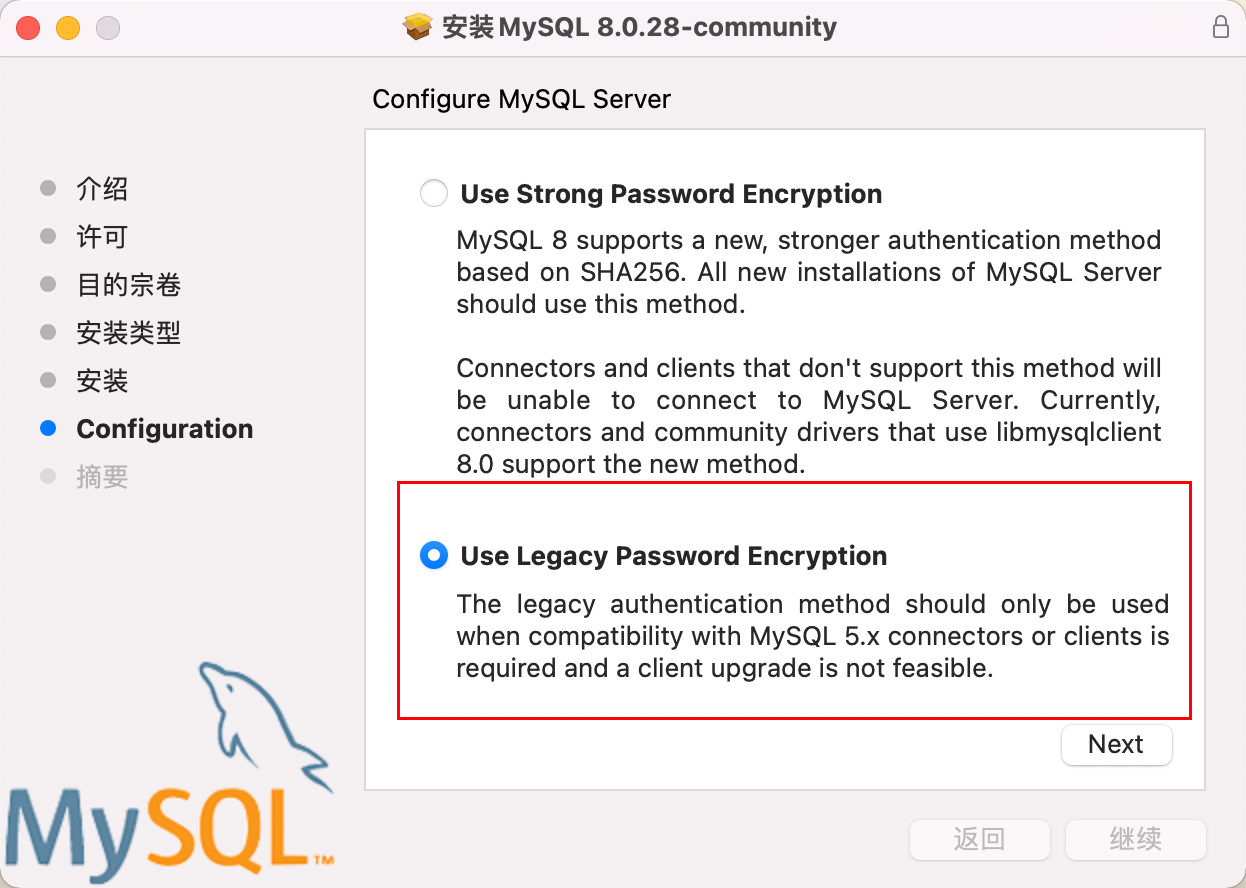 安装MySQL 8.0.28-community
Configure MySQL Server
介绍
许可
目的宗卷
安装类型
安装
Configuration
摘要
Use Strong Password Encryption
MySQL 8 supports a new, stronger authentication method
based on SHA256. All new installations of MySQL Server
should use this method.
Connectors and clients that don't support this method will
be unable to connect to MySQL Server. Currently,
connectors and community drivers that use libmysqlclient
8.0 support the new method.
Use Legacy Password Encryption
The legacy authentication method should only be used
when compatibility with MySQL 5.x connectors or clients is
required and a client upgrade is not feasible.
Next
MySQL™
返回
继续